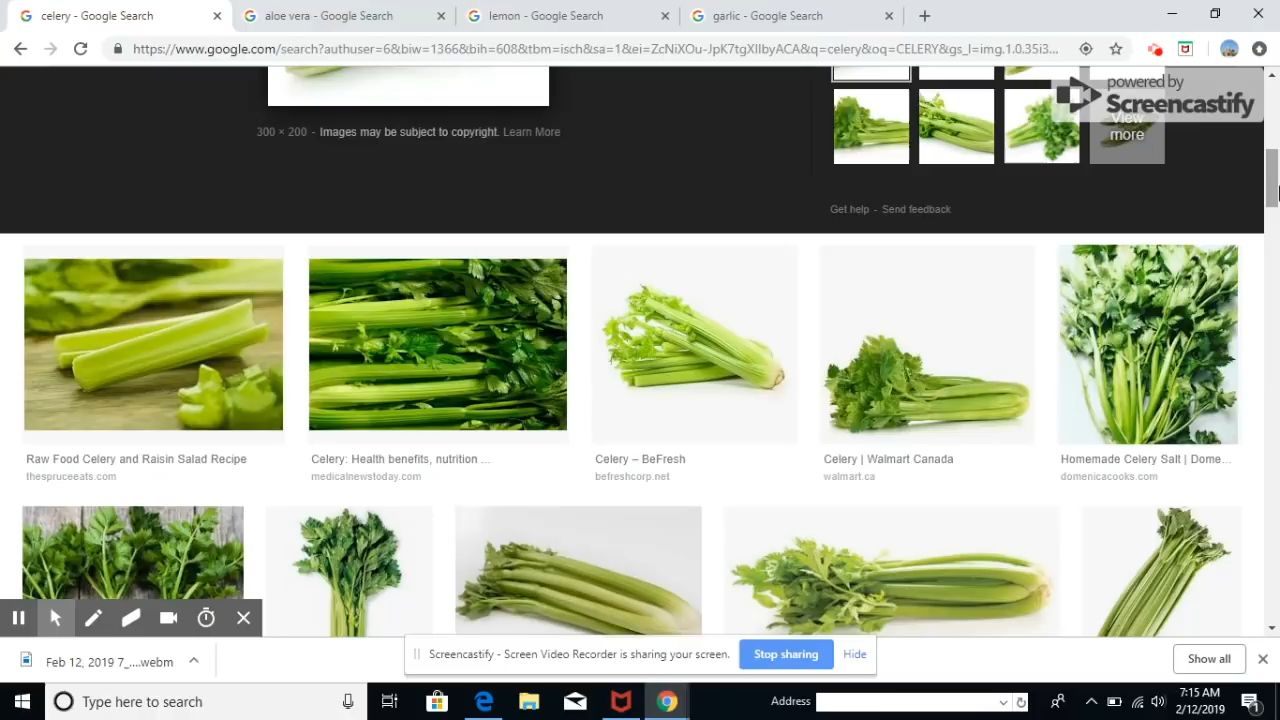 celery - Google Search
aloe vera - Google Search
lemon - Google Search
garlic - Google Search
https://www.google.com/search?authuser=6&biw=1366&bih=608&tbm=isch&sa=1&ei=ZcNiXOu-JpK7tgXIIbyACA&q=celery&oq=CELERY&gs_l=img.1.0.35i3...
powered by
Screencastify
View more
300 × 200 - Images may be subject to copyright. Learn More
Get help - Send feedback
Raw Food Celery and Raisin Salad Recipe
thespruceeats.com
Celery: Health benefits, nutrition ...
medicalnewstoday.com
Celery – BeFresh
befreshcorp.net
Celery | Walmart Canada
walmart.ca
Homemade Celery Salt | Dome...
domenicacooks.com
Feb 12, 2019 7_....webm
Screencastify - Screen Video Recorder is sharing your screen.
Stop sharing
Hide
Show all
Type here to search
Address
7:15 AM
2/12/2019
1